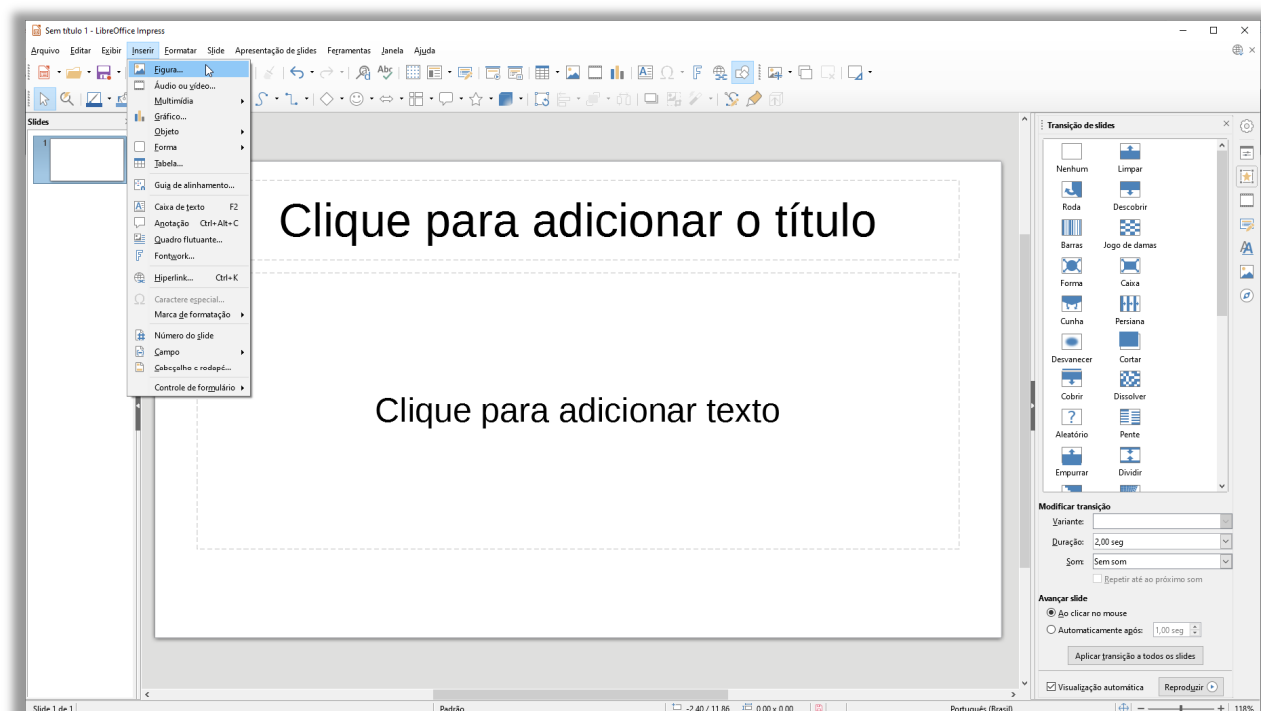 Sem título 1 - LibreOffice Impress
Arquivo Editar Exibir Inserir Formatar Slide Apresentação de slides Ferramentas Janela Ajuda
Figura...
Áudio ou vídeo...
Multimídia
Gráfico...
Objeto
Forma
Tabela...
Guia de alinhamento...
Caixa de texto F2
Anotação Ctrl+Alt+C
Quadro flutuante...
Fontwork...
Hiperlink... Ctrl+K
Caractere especial...
Marca de formatação
Número do slide
Campo
Cabeçalho e rodapé...
Controle de formulário
Slides
1
Clique para adicionar o título
Clique para adicionar texto
Transição de slides
Nenhum Limpar
Roda Descobrir
Barras Jogo de damas
Forma Caixa
Cunha Persiana
Desvanecer Cortar
Cobrir Dissolver
Aleatório Pente
Empurrar Dividir
Modificar transição
Variante:
Duração: 2,00 seg
Som: Sem som
Repetir até ao próximo som
Avançar slide
Ao clicar no mouse
Automaticamente após: 1,00 seg
Aplicar transição a todos os slides
Visualização automática Reproduzir
Slide 1 de 1 Padrão -2,40 / 11,86 0,00 x 0,00 Português (Brasil) 118%